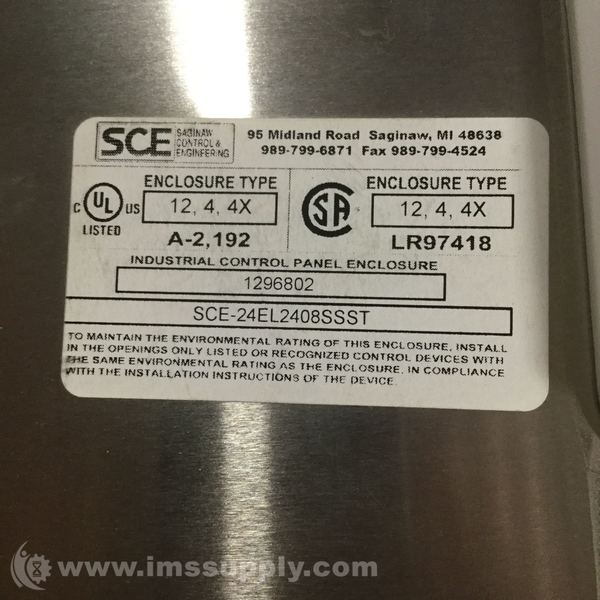 SCE SAGINAW CONTROL & ENGINEERING
95 Midland Road Saginaw, MI 48638
989-799-6871 Fax 989-799-4524
C UL US LISTED
ENCLOSURE TYPE
12, 4, 4X
A-2,192
SA
ENCLOSURE TYPE
12, 4, 4X
LR97418
INDUSTRIAL CONTROL PANEL ENCLOSURE
1296802
SCE-24EL2408SSST
TO MAINTAIN THE ENVIRONMENTAL RATING OF THIS ENCLOSURE, INSTALL
IN THE OPENINGS ONLY LISTED OR RECOGNIZED CONTROL DEVICES WITH
THE SAME ENVIRONMENTAL RATING AS THE ENCLOSURE, IN COMPLIANCE
WITH THE INSTALLATION INSTRUCTIONS OF THE DEVICE.
www.imssupply.com